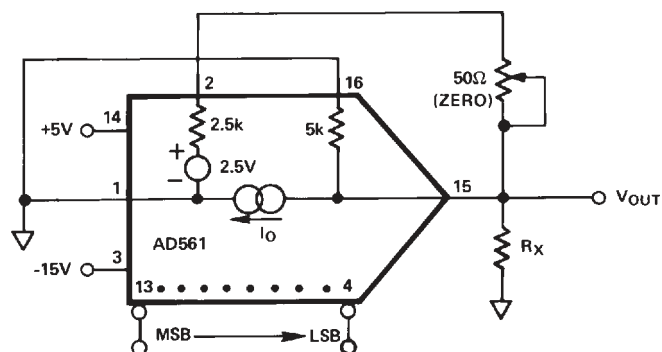 2
16
50Ω
(ZERO)
14
+5V
2.5k
5k
+
2.5V
–
1
15
VOUT
IO
RX
AD561
3
-15V
13
4
MSB
LSB